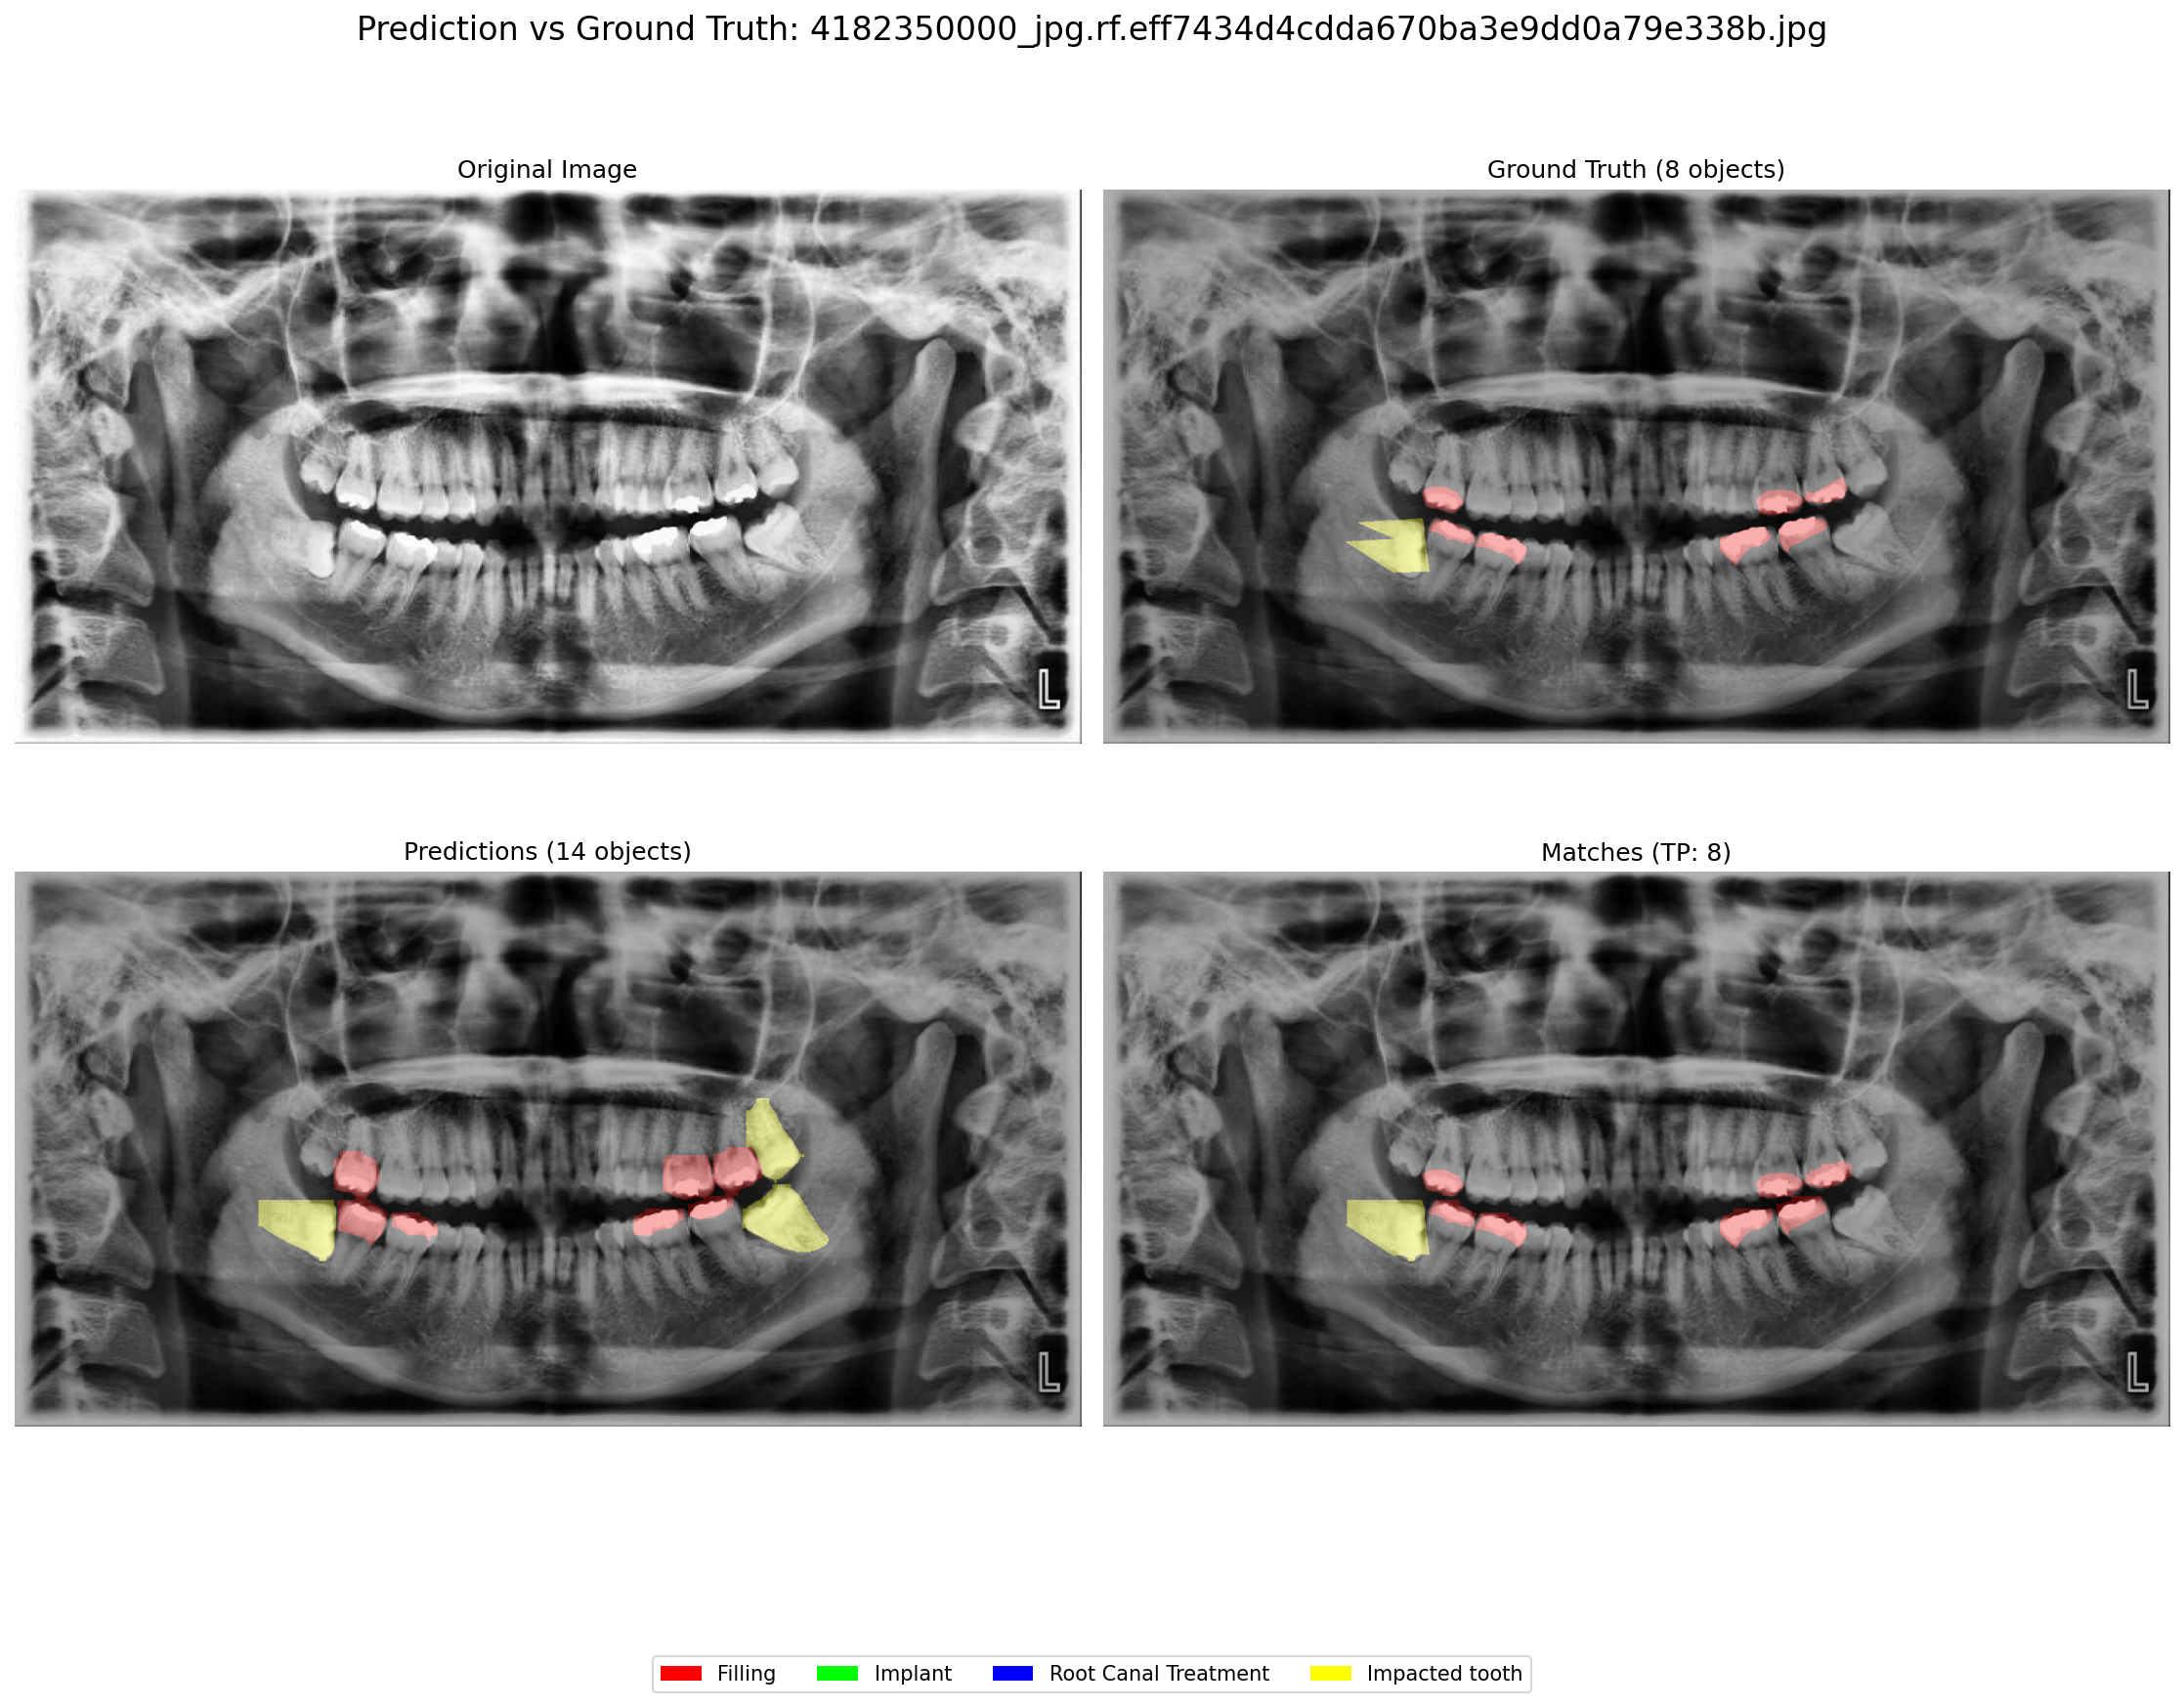 Prediction vs Ground Truth: 4182350000_jpg.rf.eff7434d4cdda670ba3e9dd0a79e338b.jpg
Original Image
Ground Truth (8 objects)
L
L
Predictions (14 objects)
Matches (TP: 8)
L
L
Filling
Implant
Root Canal Treatment
Impacted tooth